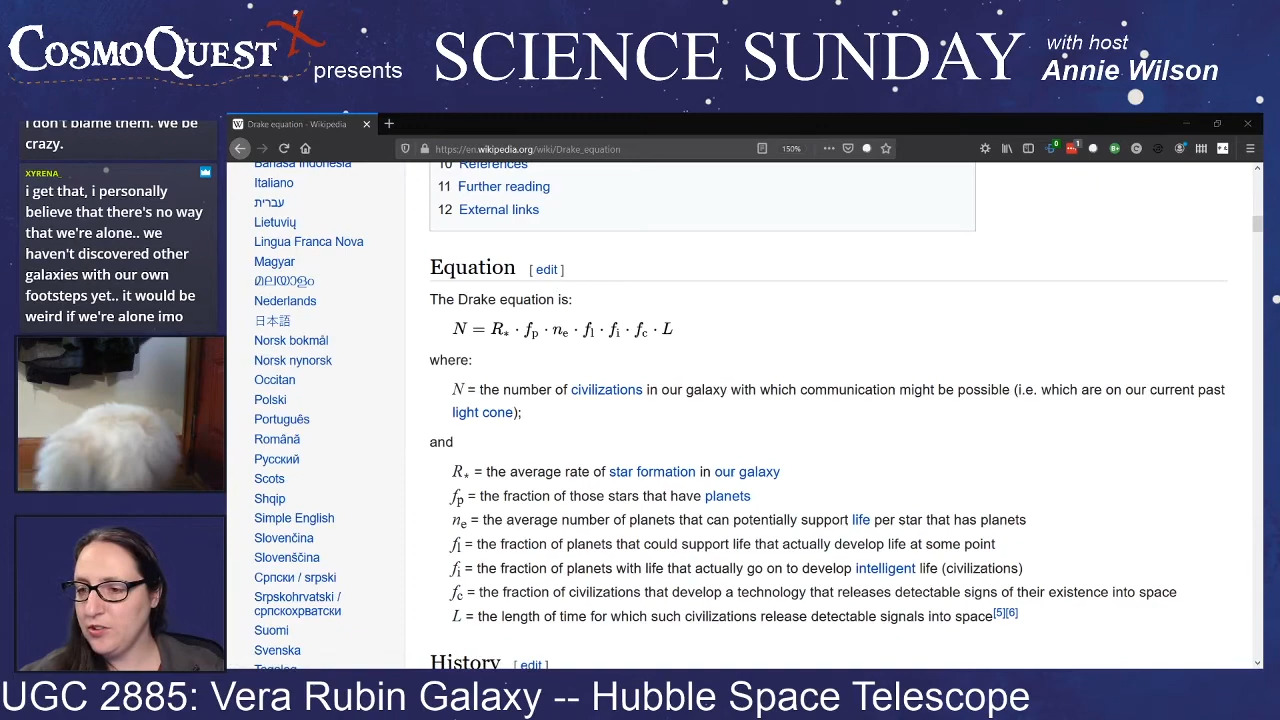 CosmoQuest X
presents
SCIENCE SUNDAY
with host
Annie Wilson
I don't blame them. We be
crazy.
XYRENA_
i get that, i personally
believe that there's no way
that we're alone.. we
haven't discovered other
galaxies with our own
footsteps yet.. it would be
weird if we're alone imo
Drake equation - Wikipedia
https://en.wikipedia.org/wiki/Drake_equation
150%
Bahasa Indonesia
Italiano
עברית
Lietuvių
Lingua Franca Nova
Magyar
മലയാളം
Nederlands
日本語
Norsk bokmål
Norsk nynorsk
Occitan
Polski
Português
Română
Русский
Scots
Shqip
Simple English
Slovenčina
Slovenščina
Српски / srpski
Srpskohrvatski /
српскохрватски
Suomi
Svenska
Tagalog
10 References
11 Further reading
12 External links
Equation [ edit ]
The Drake equation is:
N = R* · fp · ne · fl · fi · fc · L
where:
N = the number of civilizations in our galaxy with which communication might be possible (i.e. which are on our current past
light cone);
and
R* = the average rate of star formation in our galaxy
fp = the fraction of those stars that have planets
ne = the average number of planets that can potentially support life per star that has planets
fl = the fraction of planets that could support life that actually develop life at some point
fi = the fraction of planets with life that actually go on to develop intelligent life (civilizations)
fc = the fraction of civilizations that develop a technology that releases detectable signs of their existence into space
L = the length of time for which such civilizations release detectable signals into space[5][6]
History [ edit ]
UGC 2885: Vera Rubin Galaxy -- Hubble Space Telescope